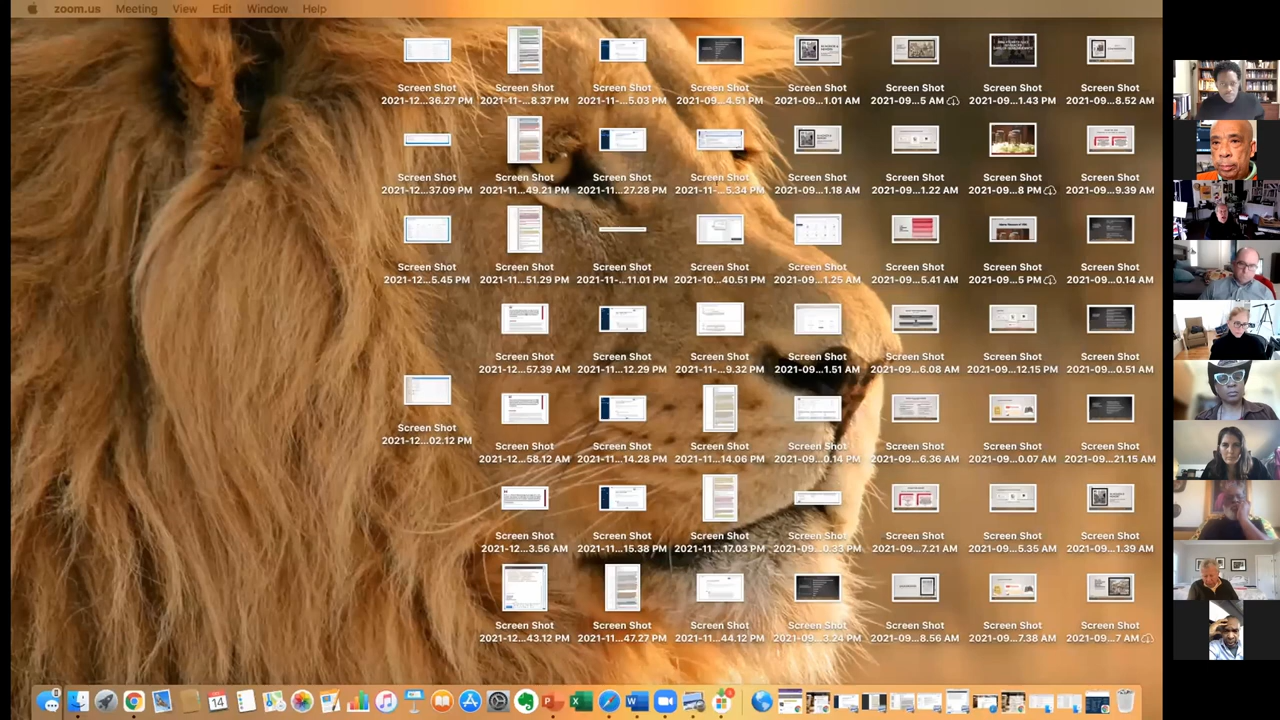 zoom.us Meeting View Edit Window Help
Screen Shot Screen Shot Screen Shot Screen Shot Screen Shot Screen Shot Screen Shot Screen Shot
2021-12...36.27 PM 2021-11-...8.37 PM 2021-11-...5.03 PM 2021-09...4.51 PM 2021-09...1.01 AM 2021-09...5 AM 2021-09...1.43 PM 2021-09...8.52 AM
Screen Shot Screen Shot Screen Shot Screen Shot Screen Shot Screen Shot Screen Shot Screen Shot
2021-12...37.09 PM 2021-11...49.21 PM 2021-11...27.28 PM 2021-11-...5.34 PM 2021-09...1.18 AM 2021-09...1.22 AM 2021-09...8 PM 2021-09...9.39 AM
Screen Shot Screen Shot Screen Shot Screen Shot Screen Shot Screen Shot Screen Shot Screen Shot
2021-12...5.45 PM 2021-11...51.29 PM 2021-11-...11.01 PM 2021-10...40.51 PM 2021-09...1.25 AM 2021-09...5.41 AM 2021-09...5 PM 2021-09...0.14 AM
Screen Shot Screen Shot Screen Shot Screen Shot Screen Shot Screen Shot Screen Shot
2021-12...57.39 AM 2021-11...12.29 PM 2021-11-...9.32 PM 2021-09...1.51 AM 2021-09...6.08 AM 2021-09...12.15 PM 2021-09...0.51 AM
Screen Shot
2021-12...02.12 PM
Screen Shot Screen Shot Screen Shot Screen Shot Screen Shot Screen Shot Screen Shot
2021-12...58.12 AM 2021-11...14.28 PM 2021-11...14.06 PM 2021-09...0.14 PM 2021-09...6.36 AM 2021-09...0.07 AM 2021-09...21.15 AM
Screen Shot Screen Shot Screen Shot Screen Shot Screen Shot Screen Shot Screen Shot
2021-12...3.56 AM 2021-11...15.38 PM 2021-11...17.03 PM 2021-09...0.33 PM 2021-09...7.21 AM 2021-09...5.35 AM 2021-09...1.39 AM
Screen Shot Screen Shot Screen Shot Screen Shot Screen Shot Screen Shot Screen Shot
2021-12...43.12 PM 2021-11...47.27 PM 2021-11...44.12 PM 2021-09...3.24 PM 2021-09...8.56 AM 2021-09...7.38 AM 2021-09...7 AM
14